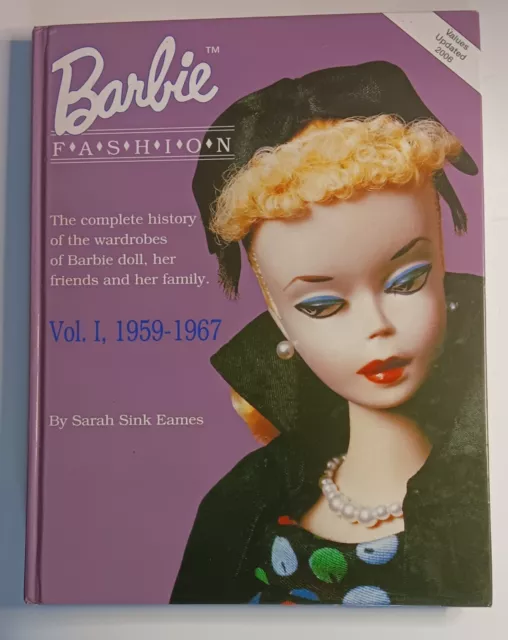 Values
Updated
2008
Barbie™
F♦A♦S♦H♦I♦O♦N
The complete history
of the wardrobes
of Barbie doll, her
friends and her family.
Vol. I, 1959-1967
By Sarah Sink Eames